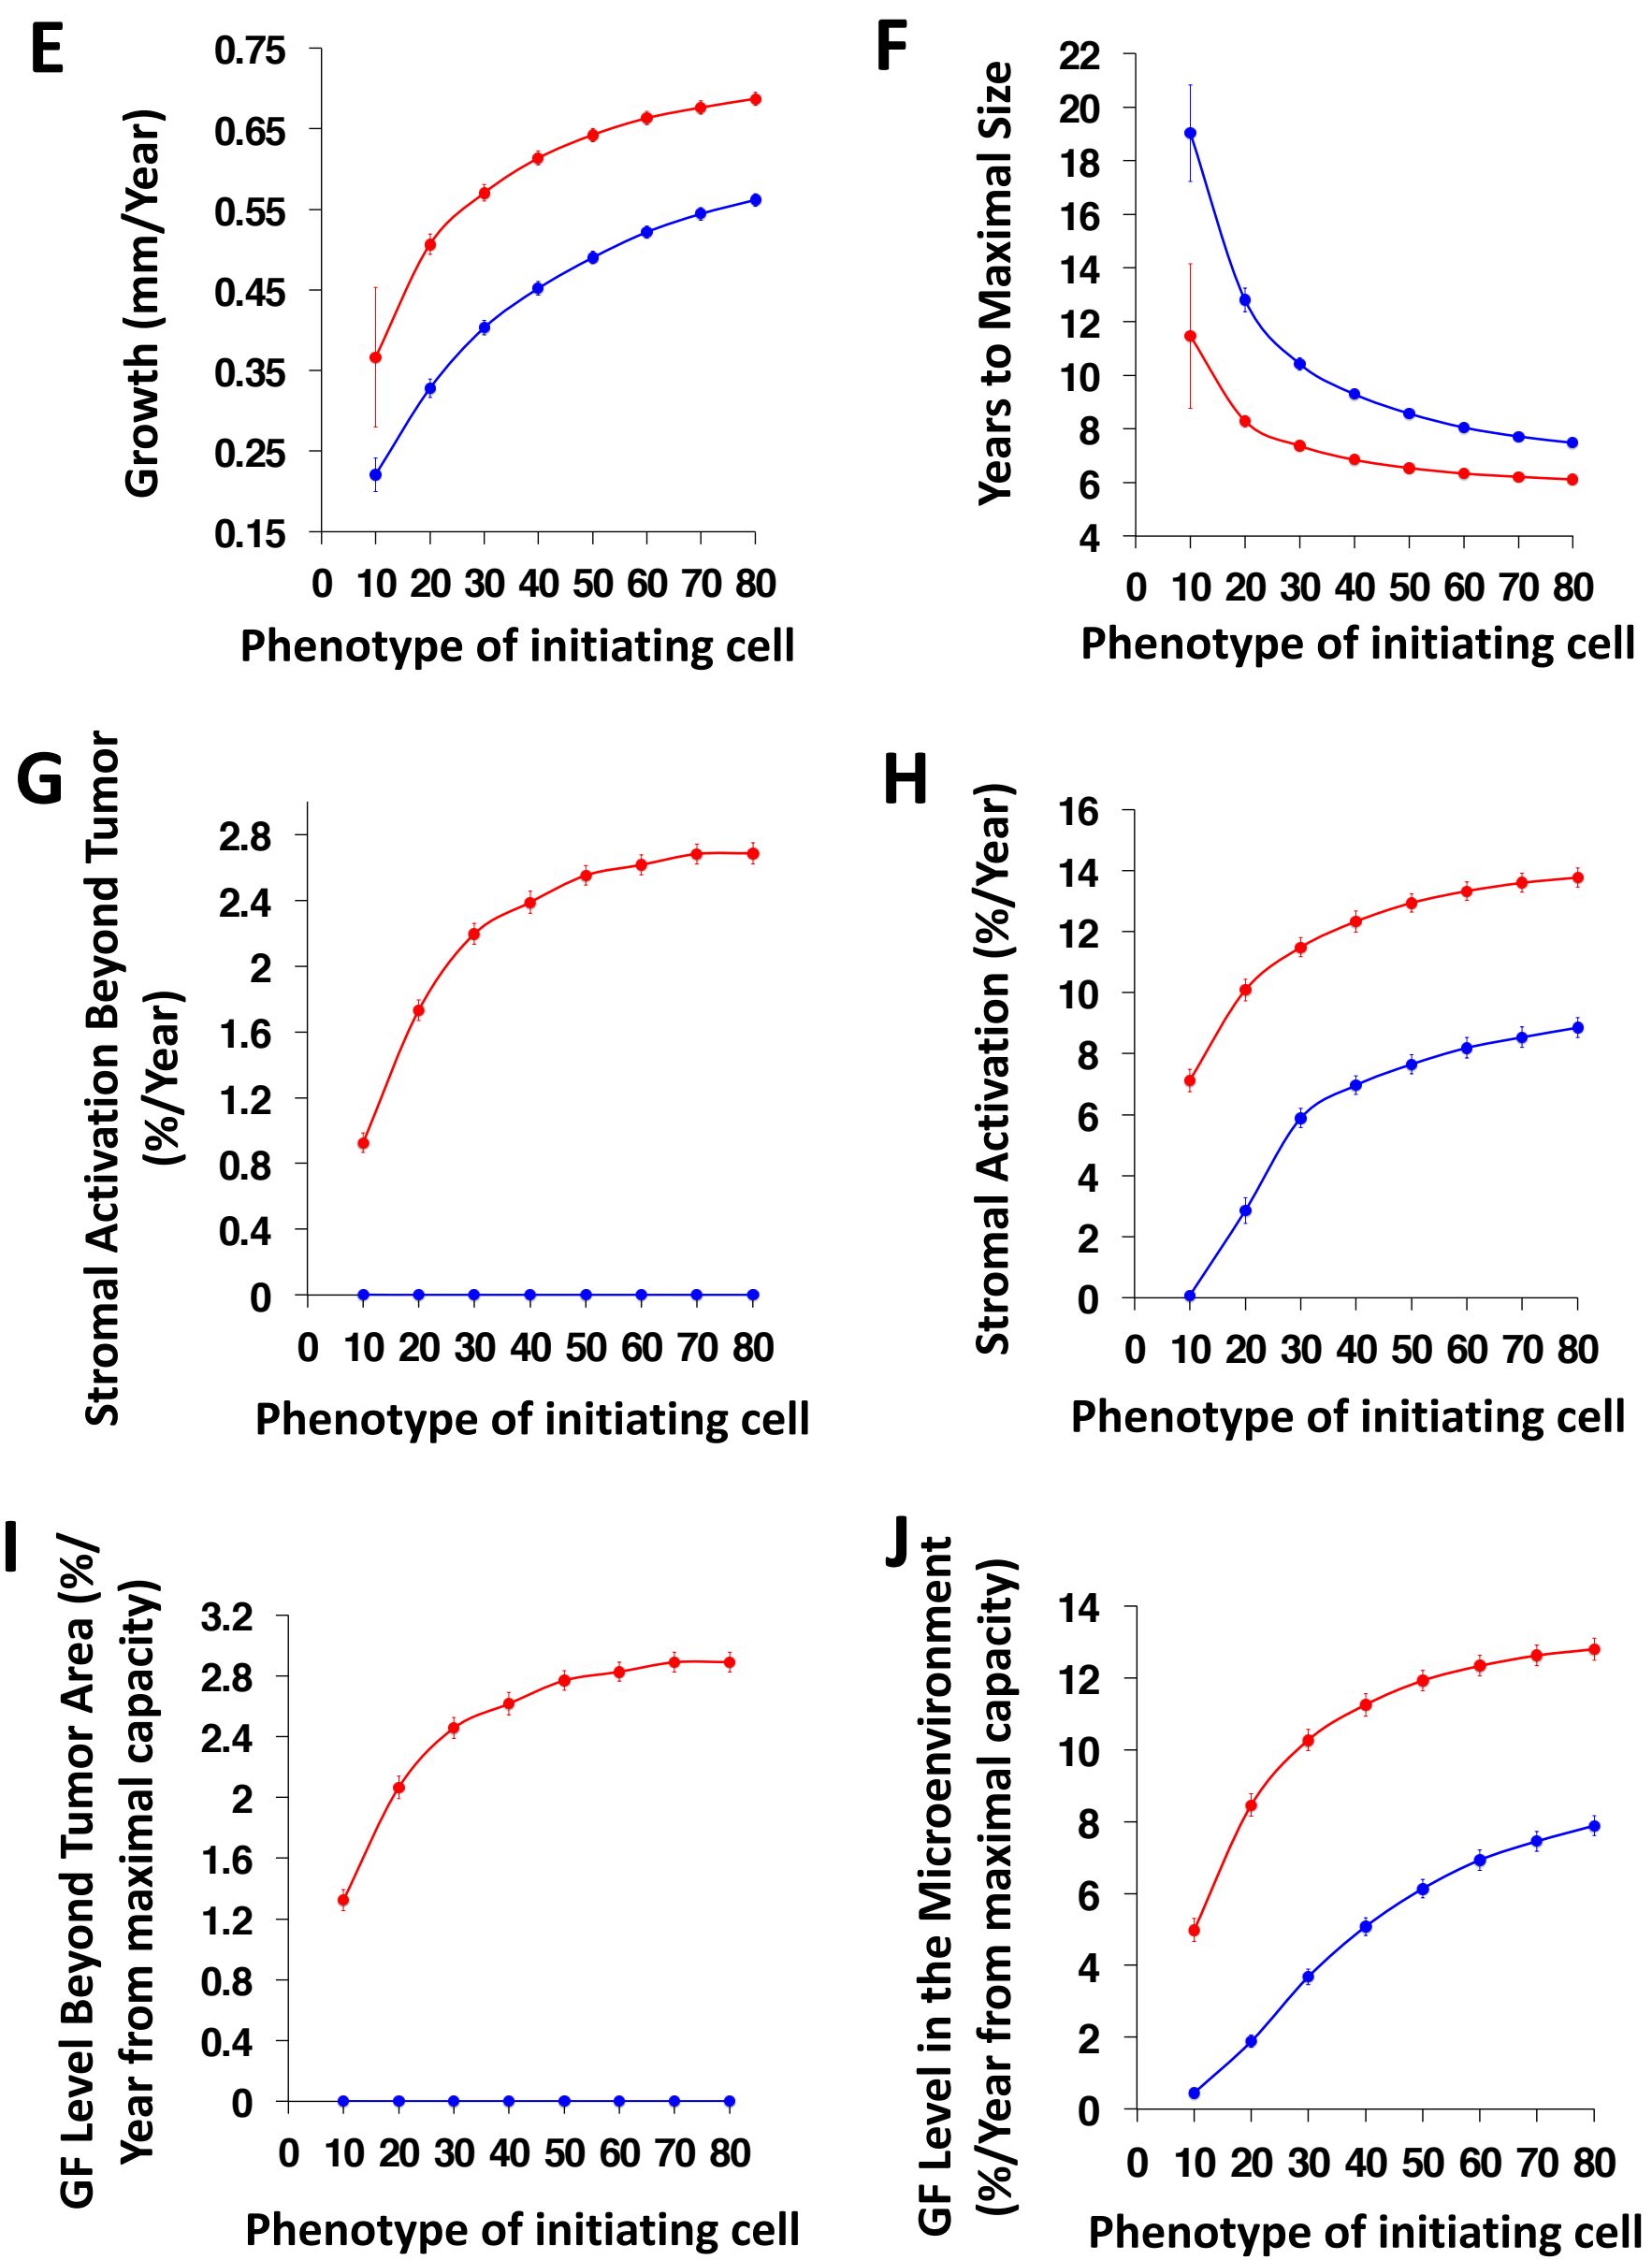 E
Growth (mm/Year)
0.75
0.65
0.55
0.45
0.35
0.25
0.15
0 10 20 30 40 50 60 70 80
Phenotype of initiating cell
F
Years to Maximal Size
22
20
18
16
14
12
10
8
6
4
0 10 20 30 40 50 60 70 80
Phenotype of initiating cell
G
Stromal Activation Beyond Tumor
(%/Year)
2.8
2.4
2
1.6
1.2
0.8
0.4
0
0 10 20 30 40 50 60 70 80
Phenotype of initiating cell
H
Stromal Activation (%/Year)
16
14
12
10
8
6
4
2
0
0 10 20 30 40 50 60 70 80
Phenotype of initiating cell
I
GF Level Beyond Tumor Area (%/
Year from maximal capacity)
3.2
2.8
2.4
2
1.6
1.2
0.8
0.4
0
0 10 20 30 40 50 60 70 80
Phenotype of initiating cell
J
GF Level in the Microenvironment
(%/Year from maximal capacity)
14
12
10
8
6
4
2
0
0 10 20 30 40 50 60 70 80
Phenotype of initiating cell